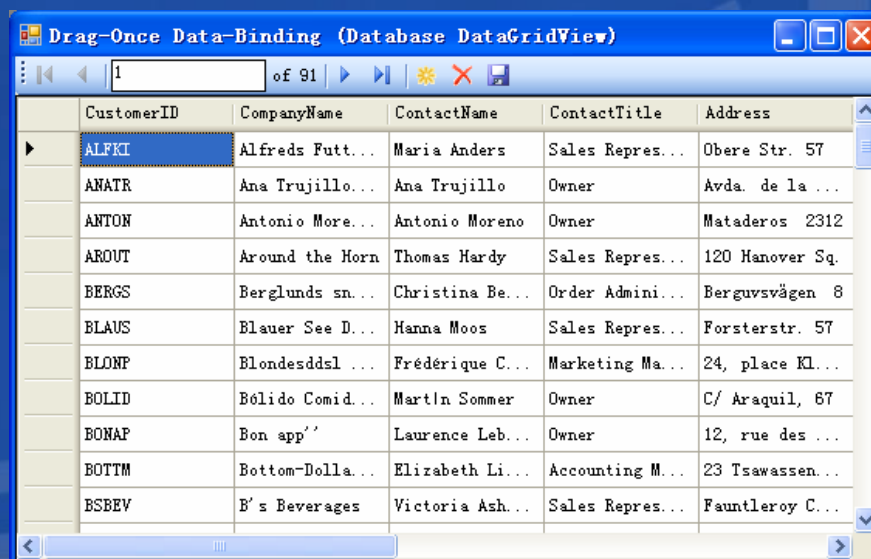 Drag-Once Data-Binding (Database DataGridView)
1 of 91
CustomerID CompanyName ContactName ContactTitle Address
ALFKI Alfreds Futt... Maria Anders Sales Repres... Obere Str. 57
ANATR Ana Trujillo... Ana Trujillo Owner Avda. de la ...
ANTON Antonio More... Antonio Moreno Owner Mataderos 2312
AROUT Around the Horn Thomas Hardy Sales Repres... 120 Hanover Sq.
BERGS Berglunds sn... Christina Be... Order Admini... Berguvsvägen 8
BLAUS Blauer See D... Hanna Moos Sales Repres... Forsterstr. 57
BLONP Blondesddsl ... Frédérique C... Marketing Ma... 24, place Kl...
BOLID Bólido Comid... MartIn Sommer Owner C/ Araquil, 67
BONAP Bon app'' Laurence Leb... Owner 12, rue des ...
BOTTM Bottom-Dolla... Elizabeth Li... Accounting M... 23 Tsawassen...
BSBEV B's Beverages Victoria Ash... Sales Repres... Fauntleroy C...